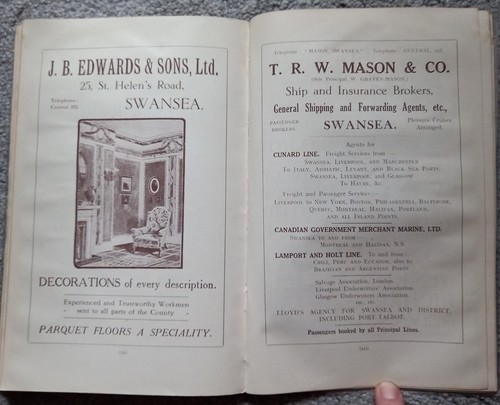 J. B. EDWARDS & SONS, Ltd.
25, St. Helen's Road,
Telephone:
Central
SWANSEA.
DECORATIONS of every description.
Experienced and Trustworthy Workmen
sent to all parts of the County
PARQUET FLOORS A SPECIALITY.
Telegrams: "MASON, SWANSEA." Telephone: CENTRAL,
T. R. W. MASON & CO.
(Sole Principal W. GRAPES-MASON.)
Ship and Insurance Brokers,
General Shipping and Forwarding Agents, etc.,
PASSENGER
BROKERS.
SWANSEA.
Pleasure Cruises
Arranged.
Agents for
CUNARD LINE. Freight Services from—
SWANSEA, LIVERPOOL, AND MANCHESTER
TO ITALY, ADRIATIC, LEVANT, AND BLACK SEA PORTS.
SWANSEA, LIVERPOOL, AND GLASGOW
TO HAVRE, &c.
Freight and Passenger Services:—
LIVERPOOL TO NEW YORK, BOSTON, PHILADELPHIA, BALTIMORE,
QUEBEC, MONTREAL, HALIFAX, PORTLAND,
AND ALL INLAND POINTS.
CANADIAN GOVERNMENT MERCHANT MARINE, LTD.
SWANSEA TO AND FROM—
MONTREAL AND HALIFAX, N.S.
LAMPORT AND HOLT LINE. To and from—
CHILI, PERU AND ECUADOR, also to
BRAZILIAN AND ARGENTINE PORTS.
Salvage Association, London.
Liverpool Underwriters' Association.
Glasgow Underwriters Association.
etc., etc.
LLOYD'S AGENCY FOR SWANSEA AND DISTRICT,
INCLUDING PORT TALBOT.
Passengers booked by all Principal Lines.